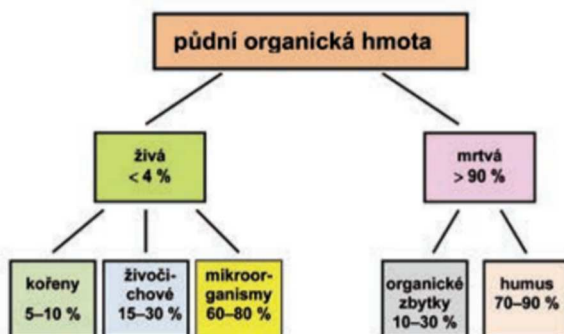 půdní organická hmota
živá
< 4 %
mrtvá
> 90 %
kořeny
5–10 %
živoči-
chové
15–30 %
mikroor-
ganismy
60–80 %
organické
zbytky
10–30 %
humus
70–90 %